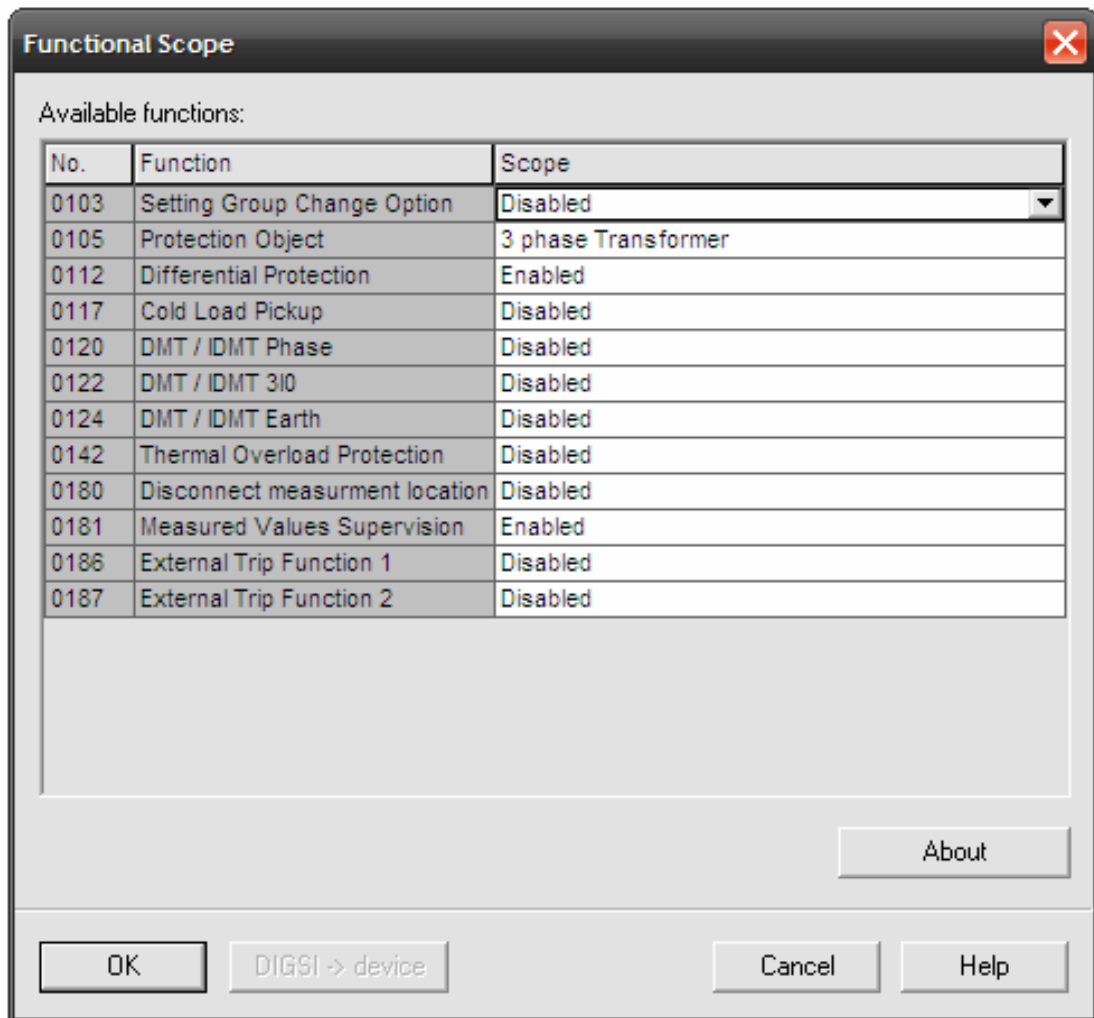 Functional Scope
Available functions:
No. Function Scope
0103 Setting Group Change Option Disabled
0105 Protection Object 3 phase Transformer
0112 Differential Protection Enabled
0117 Cold Load Pickup Disabled
0120 DMT / IDMT Phase Disabled
0122 DMT / IDMT 3I0 Disabled
0124 DMT / IDMT Earth Disabled
0142 Thermal Overload Protection Disabled
0180 Disconnect measurment location Disabled
0181 Measured Values Supervision Enabled
0186 External Trip Function 1 Disabled
0187 External Trip Function 2 Disabled
About
OK DIGSI -> device Cancel Help